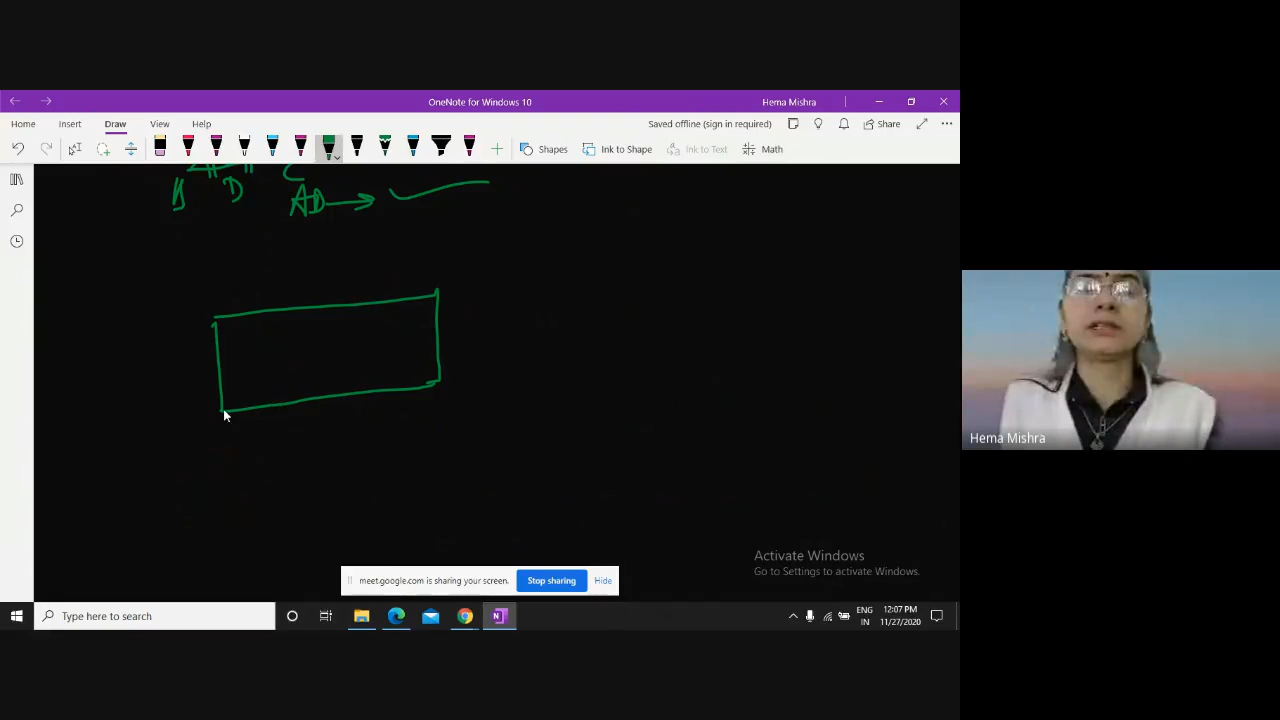 OneNote for Windows 10
Hema Mishra
Home Insert Draw View Help
Saved offline (sign in required)
Share
Shapes
Ink to Shape
Ink to Text
Math
B D C
AD →
Hema Mishra
Activate Windows
Go to Settings to activate Windows.
meet.google.com is sharing your screen.
Stop sharing
Hide
Type here to search
N
ENG
IN
12:07 PM
11/27/2020